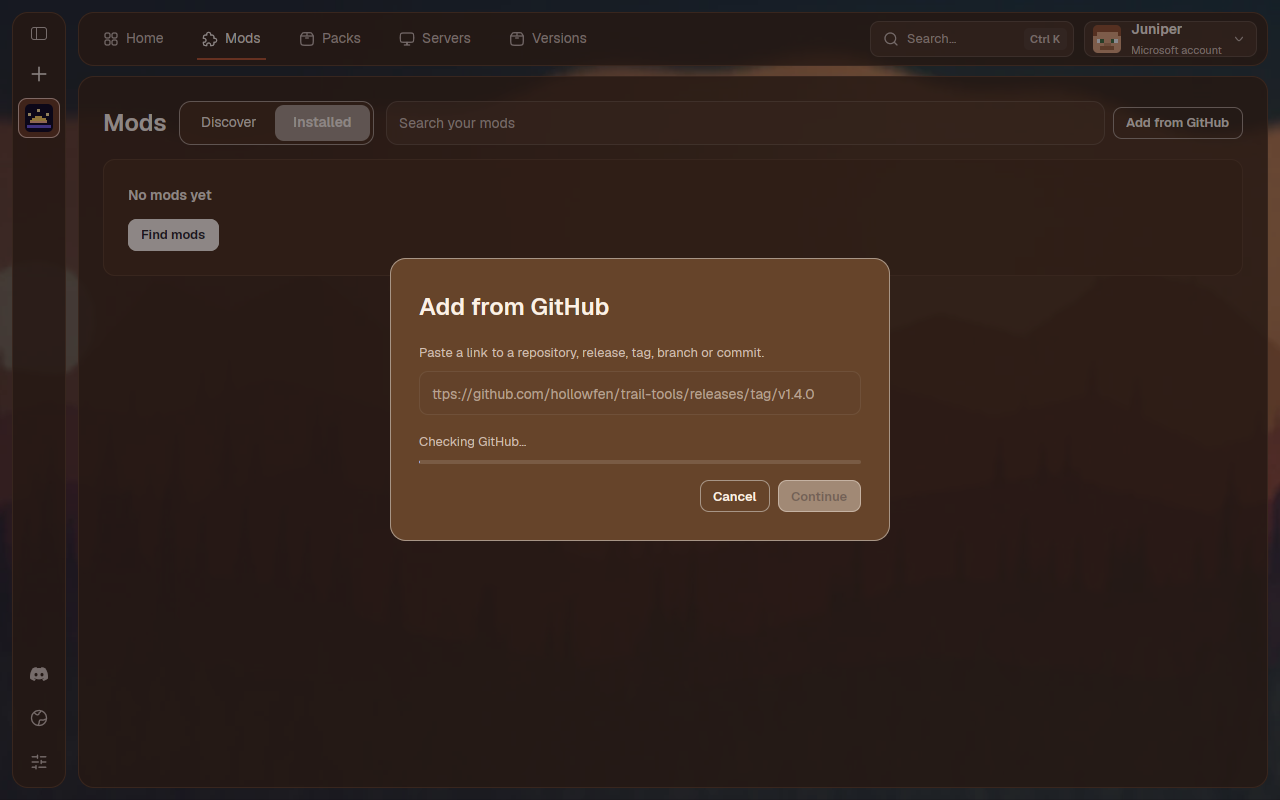 Home
Mods
Packs
Servers
Versions
Search...
Ctrl K
Juniper
Microsoft account
Mods
Discover
Installed
Search your mods
Add from GitHub
No mods yet
Find mods
Add from GitHub
Paste a link to a repository, release, tag, branch or commit.
ttps://github.com/hollowfen/trail-tools/releases/tag/v1.4.0
Checking GitHub...
Cancel
Continue